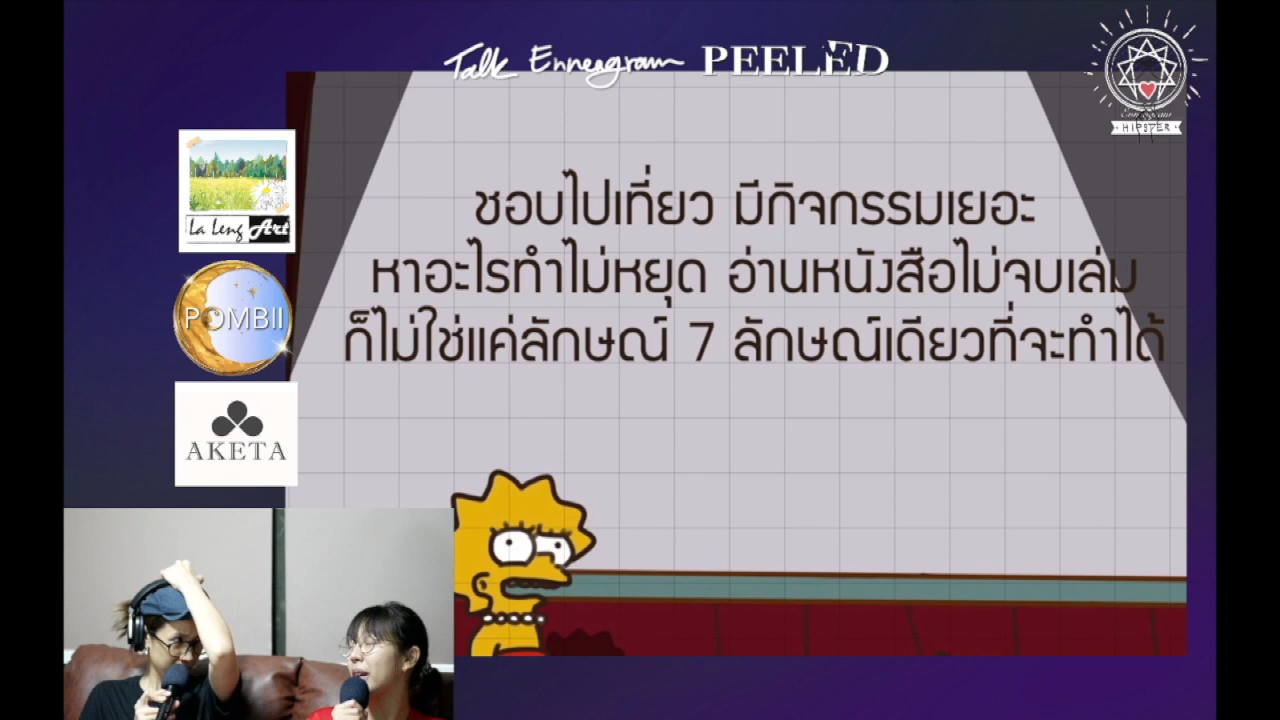 Talk Enneagram PEELED
Enneagram
HIPSTER
La Leng Art
POMBII
AKETA
ชอบไปเที่ยว มีกิจกรรมเยอะ
หาอะไรทำไม่หยุด อ่านหนังสือไม่จบเล่ม
ก็ไม่ใช่แค่ลักษณ์ 7 ลักษณ์เดียวที่จะทำได้